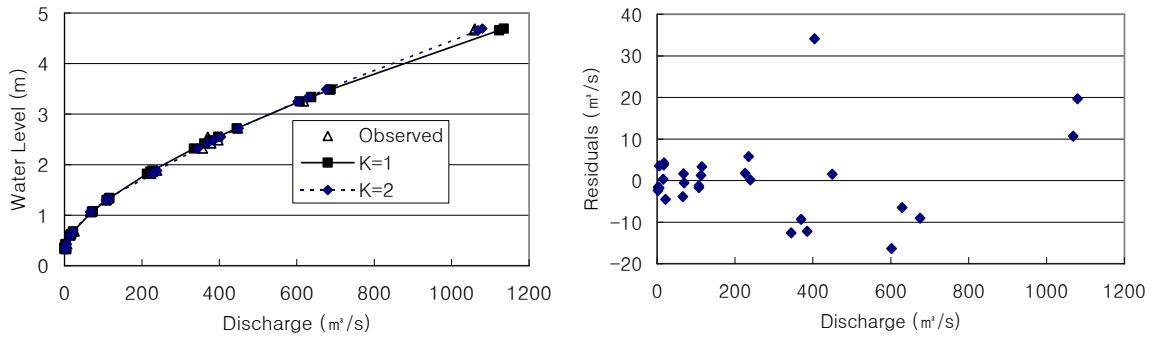 5
4
3
2
1
0
Water Level (m)
0 200 400 600 800 1000 1200
Discharge (㎥/s)
Observed
K=1
K=2
40
30
20
10
0
−10
−20
Residuals (㎥/s)
0 200 400 600 800 1000 1200
Discharge (㎥/s)